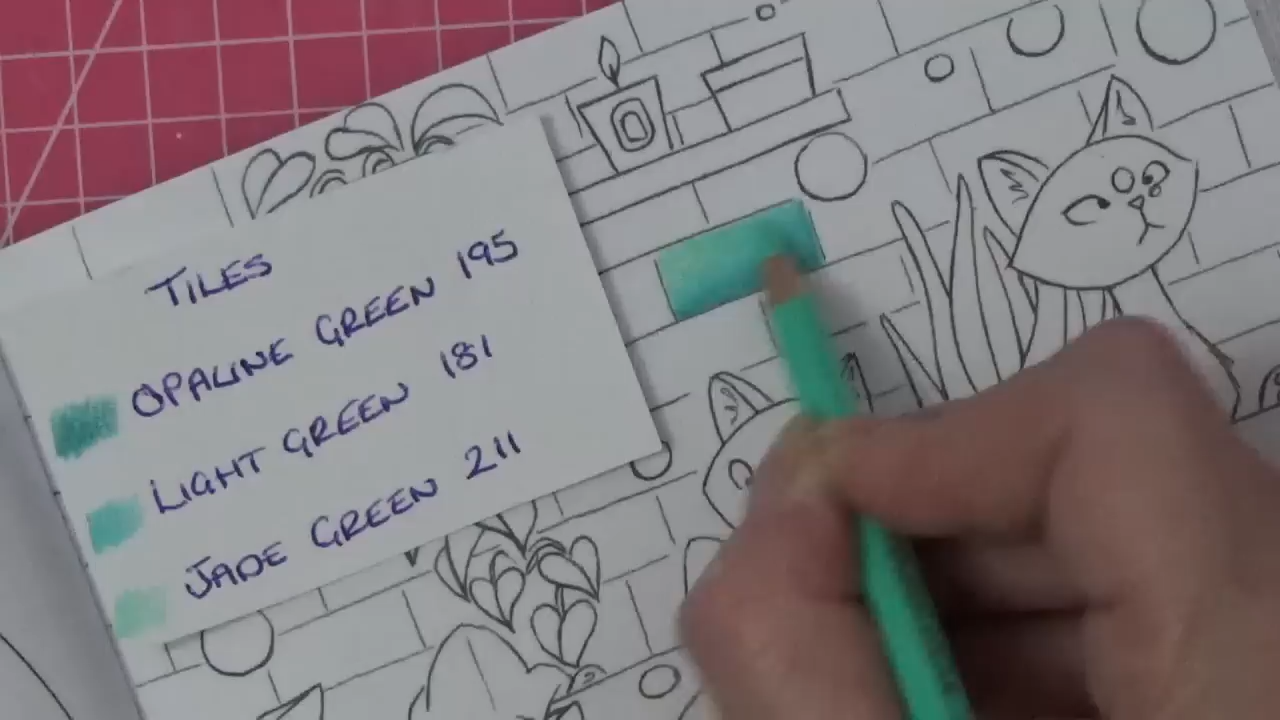 TILES
OPALINE GREEN 195
LIGHT GREEN 181
JADE GREEN 211